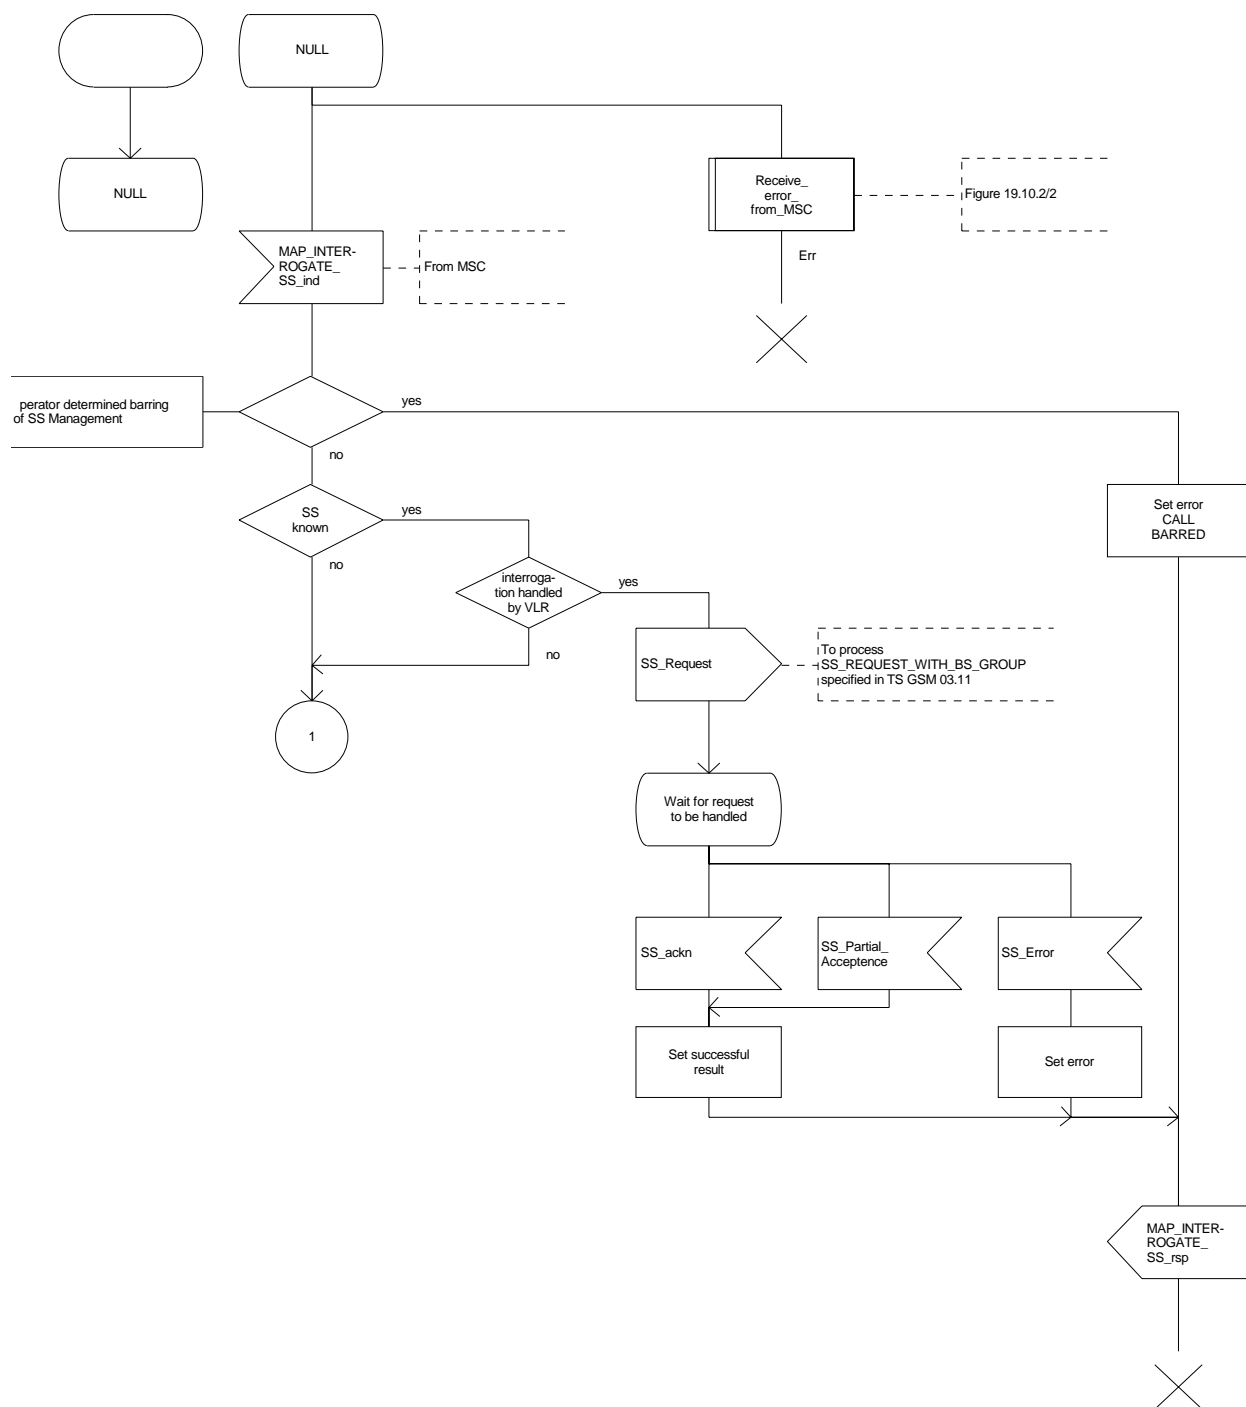 NULL
NULL
Receive_
error_
from_MSC
Figure 19.10.2/2
MAP_INTER-
ROGATE_
SS_ind
From MSC
Err
perator determined barring
of SS Management
yes
no
SS
known
yes
no
Set error
CALL
BARRED
interroga-
tion handled
by VLR
yes
no
SS_Request
To process
SS_REQUEST_WITH_BS_GROUP
specified in TS GSM 03.11
1
Wait for request
to be handled
SS_ackn
SS_Partial_
Acceptence
SS_Error
Set successful
result
Set error
MAP_INTER-
ROGATE_
SS_rsp